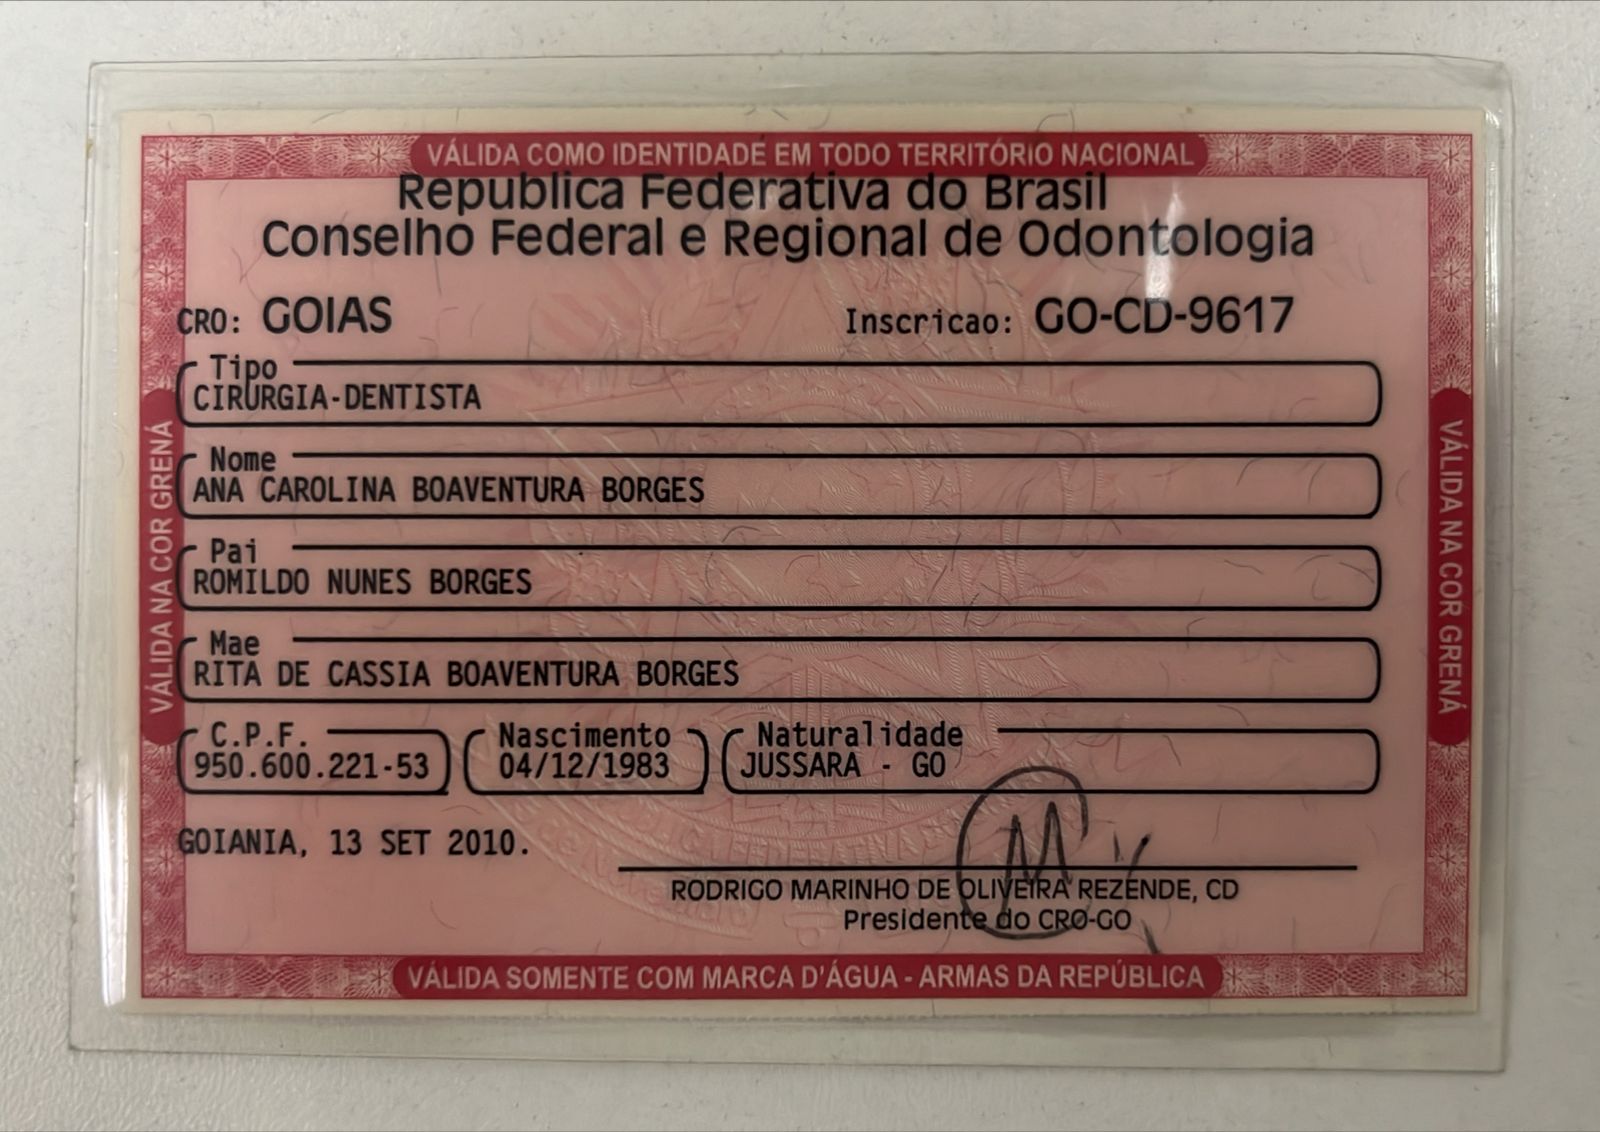 VÁLIDA COMO IDENTIDADE EM TODO TERRITÓRIO NACIONAL
Republica Federativa do Brasil
Conselho Federal e Regional de Odontologia
CRO: GOIAS Inscricao: GO-CD-9617
Tipo
CIRURGIA-DENTISTA
Nome
ANA CAROLINA BOAVENTURA BORGES
Pai
ROMILDO NUNES BORGES
Mae
RITA DE CASSIA BOAVENTURA BORGES
C.P.F. Nascimento Naturalidade
950.600.221-53 04/12/1983 JUSSARA - GO
GOIANIA, 13 SET 2010.
RODRIGO MARINHO DE OLIVEIRA REZENDE, CD
Presidente do CRO-GO
VÁLIDA SOMENTE COM MARCA D'ÁGUA - ARMAS DA REPÚBLICA
VÁLIDA NA COR GRENÁ
VÁLIDA NA COR GRENÁ